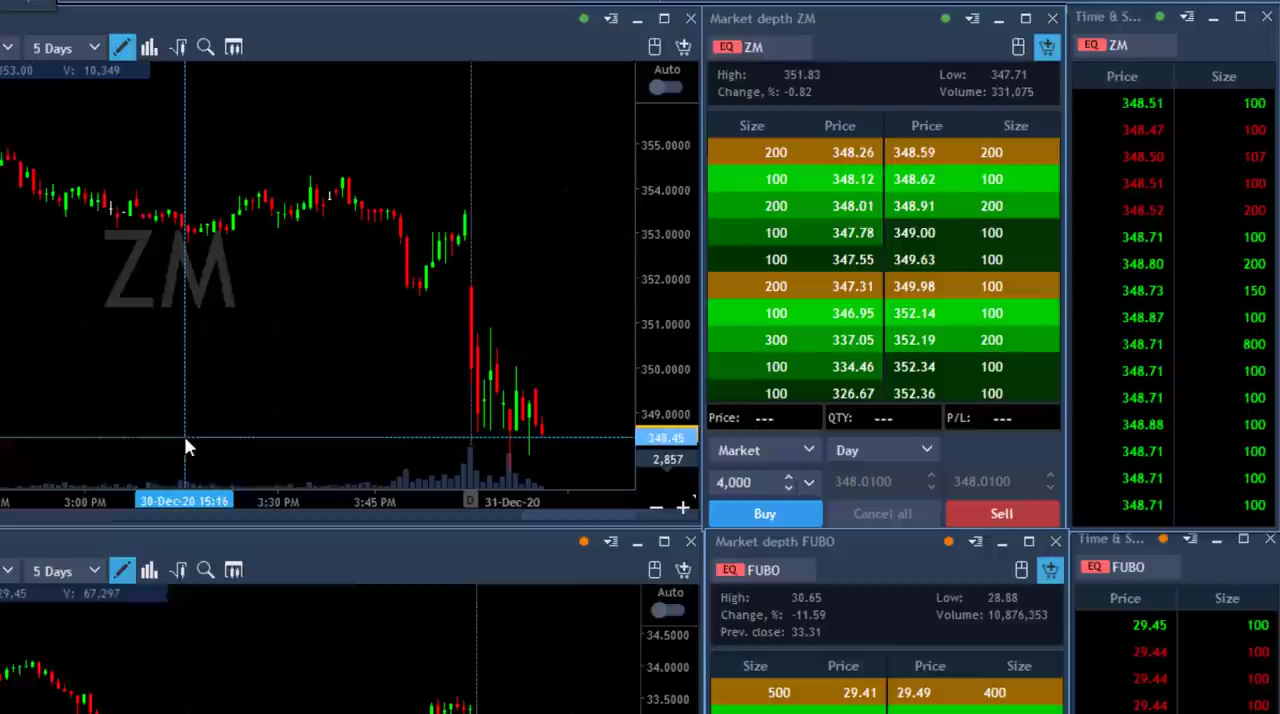 5 Days
353.00 V: 10,349
Auto
355.0000
354.0000
353.0000
ZM
352.0000
351.0000
350.0000
349.0000
348.45
2,857
3:00 PM
30-Dec-20 15:16
3:30 PM
3:45 PM
D
31-Dec-20
Market depth ZM
EQ ZM
High: 351.83 Low: 347.71
Change, %: -0.82 Volume: 331,075
Size Price Price Size
200 348.26 348.59 200
100 348.12 348.62 100
200 348.01 348.91 200
100 347.78 349.00 100
100 347.55 349.63 100
200 347.31 349.98 100
100 346.95 352.14 100
300 337.05 352.19 200
100 334.46 352.34 100
100 326.67 352.36 100
Price: --- QTY: --- P/L: ---
Market Day
4,000 348.0100 348.0100
Buy Cancel all Sell
Time & S...
EQ ZM
Price Size
348.51 100
348.47 100
348.50 107
348.51 100
348.52 200
348.71 100
348.80 200
348.73 150
348.87 100
348.71 800
348.71 100
348.71 100
348.88 100
348.71 100
348.71 100
348.71 100
5 Days
29.45 V: 67,297
Auto
34.5000
34.0000
33.5000
Market depth FUBO
EQ FUBO
High: 30.65 Low: 28.88
Change, %: -11.59 Volume: 10,876,353
Prev. close: 33.31
Size Price Price Size
500 29.41 29.49 400
Time & S...
EQ FUBO
Price Size
29.45 100
29.44 100
29.44 100
29.44 100